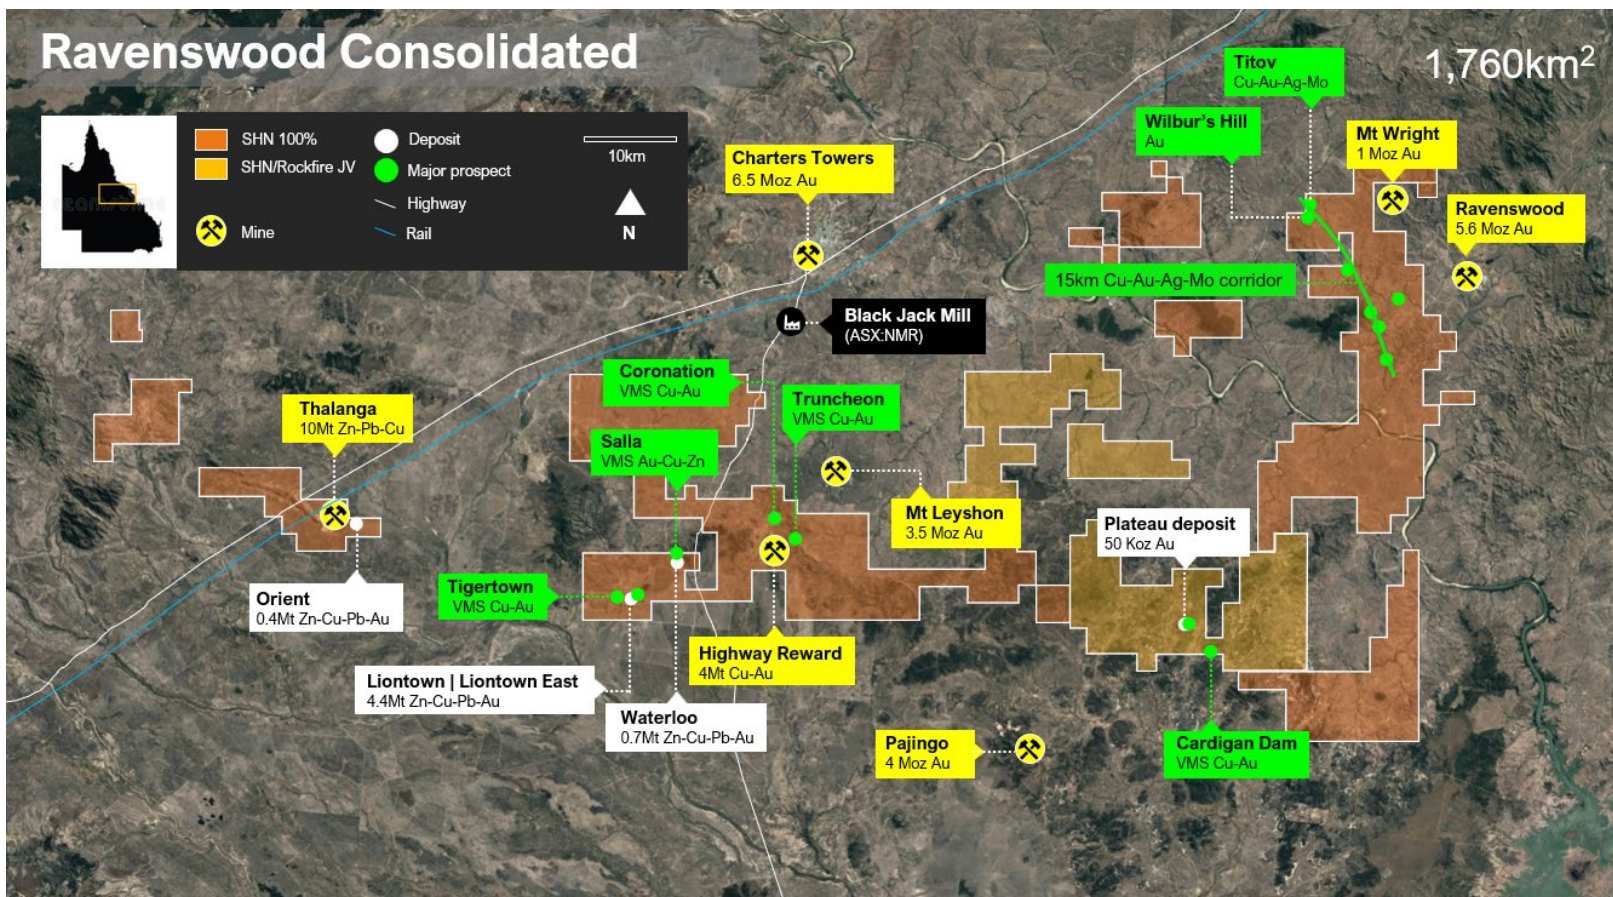 Ravenswood Consolidated
1,760km²
SHN 100%
SHN/Rockfire JV
Mine
Deposit
Major prospect
Highway
Rail
10km
N
Charters Towers
6.5 Moz Au
Titov
Cu-Au-Ag-Mo
Wilbur's Hill
Au
Mt Wright
1 Moz Au
Ravenswood
5.6 Moz Au
15km Cu-Au-Ag-Mo corridor
Black Jack Mill
(ASX:NMR)
Coronation
VMS Cu-Au
Truncheon
VMS Cu-Au
Thalanga
10Mt Zn-Pb-Cu
Salla
VMS Au-Cu-Zn
Mt Leyshon
3.5 Moz Au
Plateau deposit
50 Koz Au
Orient
0.4Mt Zn-Cu-Pb-Au
Tigertown
VMS Cu-Au
Highway Reward
4Mt Cu-Au
Liontown | Liontown East
4.4Mt Zn-Cu-Pb-Au
Waterloo
0.7Mt Zn-Cu-Pb-Au
Pajingo
4 Moz Au
Cardigan Dam
VMS Cu-Au